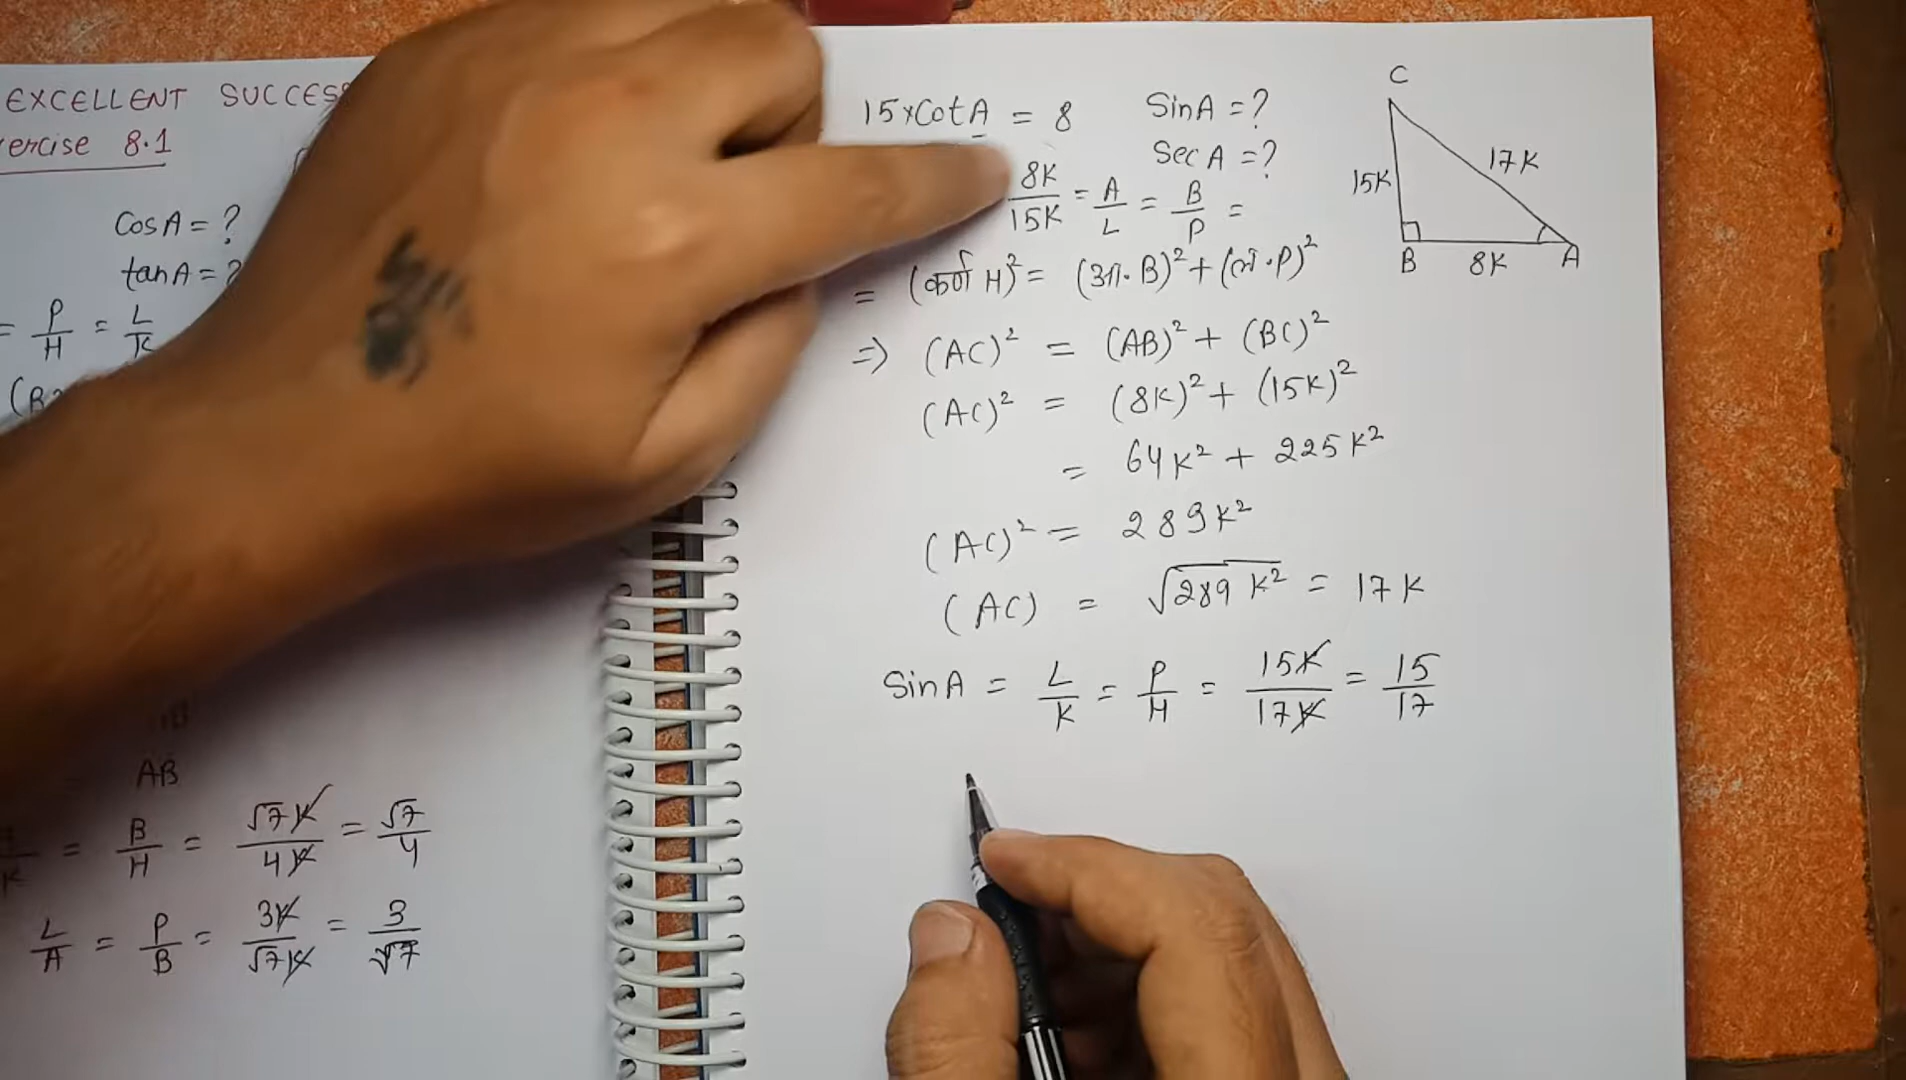 EXCELLENT SUCCESS
ercise 8.1
CosA = ?
tanA = ?
= P/H = L/K
AB
= B/H = √7K/4K = √7/4
L/A = P/B = 3K/√7K = 3/√7
15×CotA = 8
SinA = ?
SecA = ?
8K/15K = A/L = B/P =
= (कर्ण H)² = (आ.B)² + (लं.P)²
=> (AC)² = (AB)² + (BC)²
(AC)² = (8K)² + (15K)²
= 64K² + 225K²
(AC)² = 289K²
(AC) = √289K² = 17K
SinA = L/K = P/H = 15K/17K = 15/17
C
15K
17K
B
8K
A